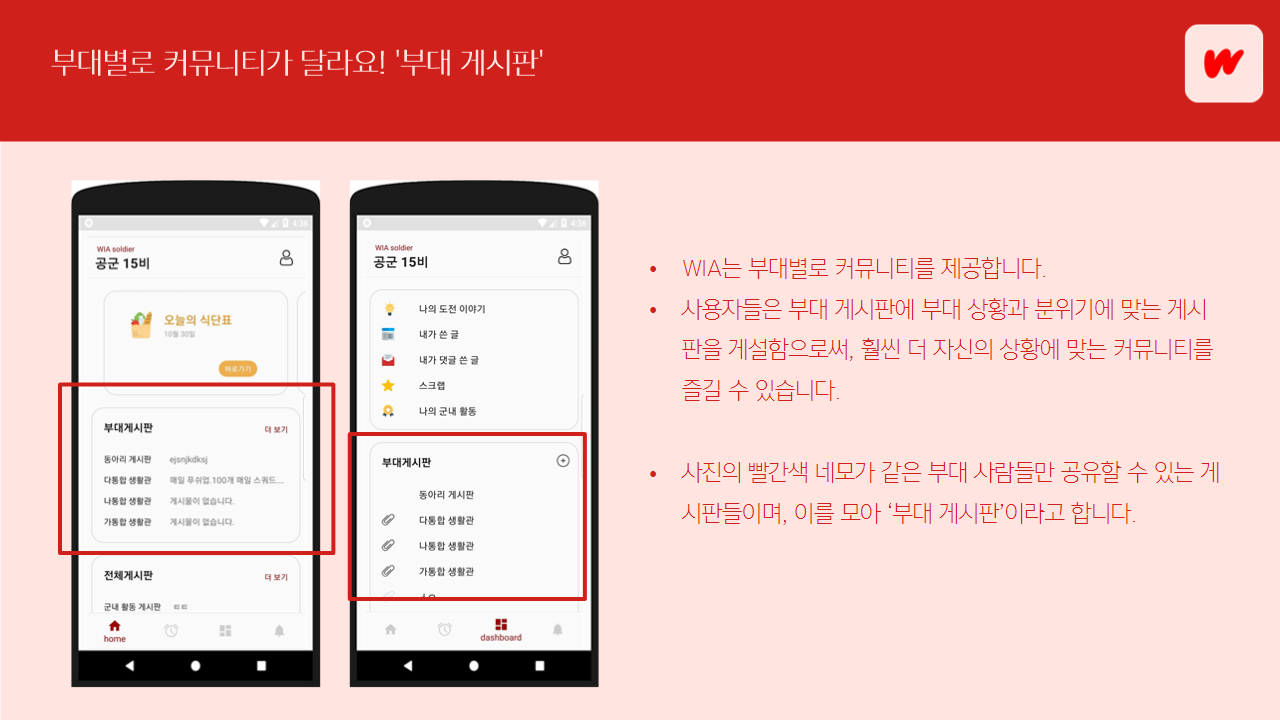 부대별로 커뮤니티가 달라요! '부대 게시판'
W
4:36
WIA soldier
공군 15비
오늘의 식단표
10월 30일
바로가기
부대게시판 더 보기
동아리 게시판 ejsnjkdksj
다통합 생활관 매일 푸쉬업.100개 매일 스쿼드...
나통합 생활관 게시물이 없습니다.
가통합 생활관 게시물이 없습니다.
전체게시판 더 보기
군내 활동 게시판 ㅌㅌ
home
4:36
WIA soldier
공군 15비
나의 도전 이야기
내가 쓴 글
내가 댓글 쓴 글
스크랩
나의 군내 활동
부대게시판
동아리 게시판
다통합 생활관
나통합 생활관
가통합 생활관
dashboard
• WIA는 부대별로 커뮤니티를 제공합니다.
• 사용자들은 부대 게시판에 부대 상황과 분위기에 맞는 게시
판을 게설함으로써, 훨씬 더 자신의 상황에 맞는 커뮤니티를
즐길 수 있습니다.
• 사진의 빨간색 네모가 같은 부대 사람들만 공유할 수 있는 게
시판들이며, 이를 모아 ‘부대 게시판’이라고 합니다.